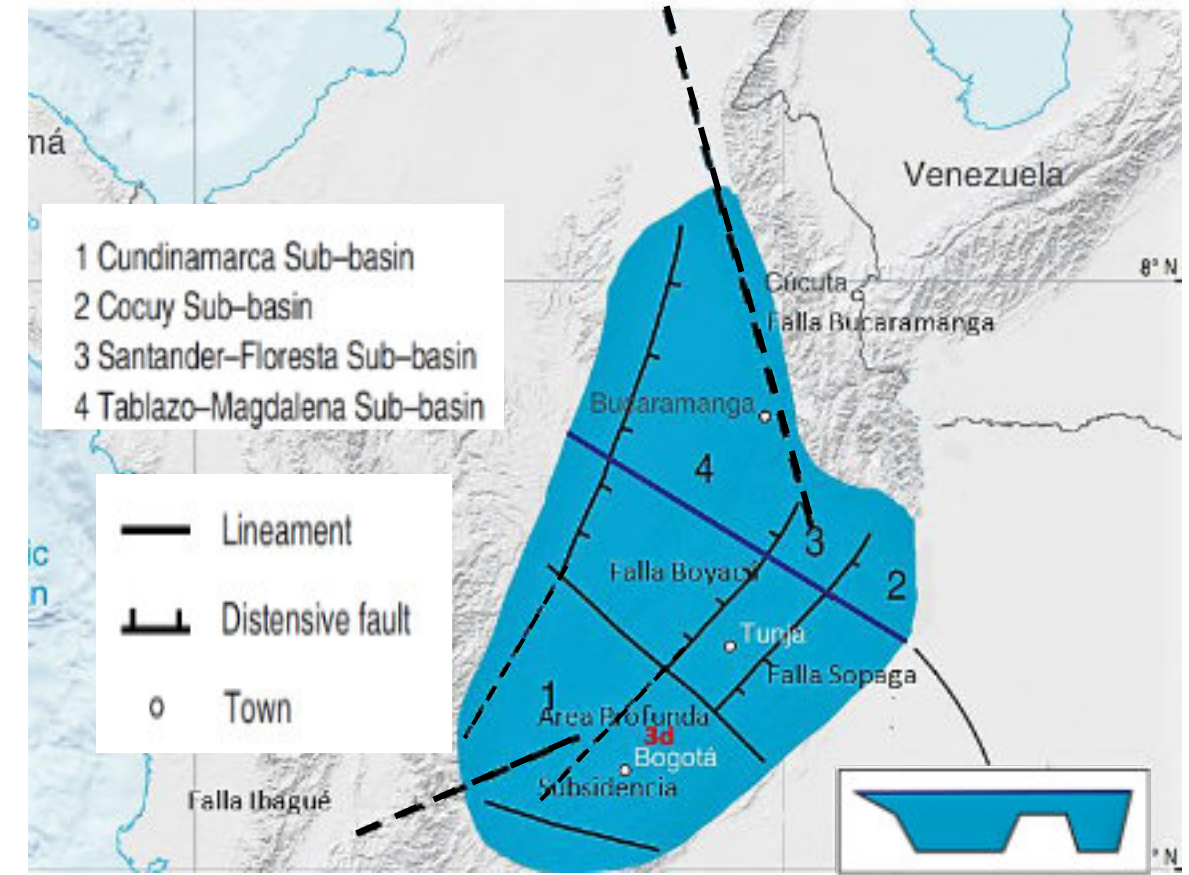 má
Venezuela
1 Cundinamarca Sub–basin
2 Cocuy Sub–basin
3 Santander–Floresta Sub–basin
4 Tablazo–Magdalena Sub–basin
8° N
Cúcuta
Falla Bucaramanga
Bucaramanga
4
Lineament
3
ic
n
Falla Boyacá
2
Distensive fault
Tunja
Falla Sopaga
1
Town
Area Profunda
3d
Bogotá
Subsidencia
Falla Ibagué
° N